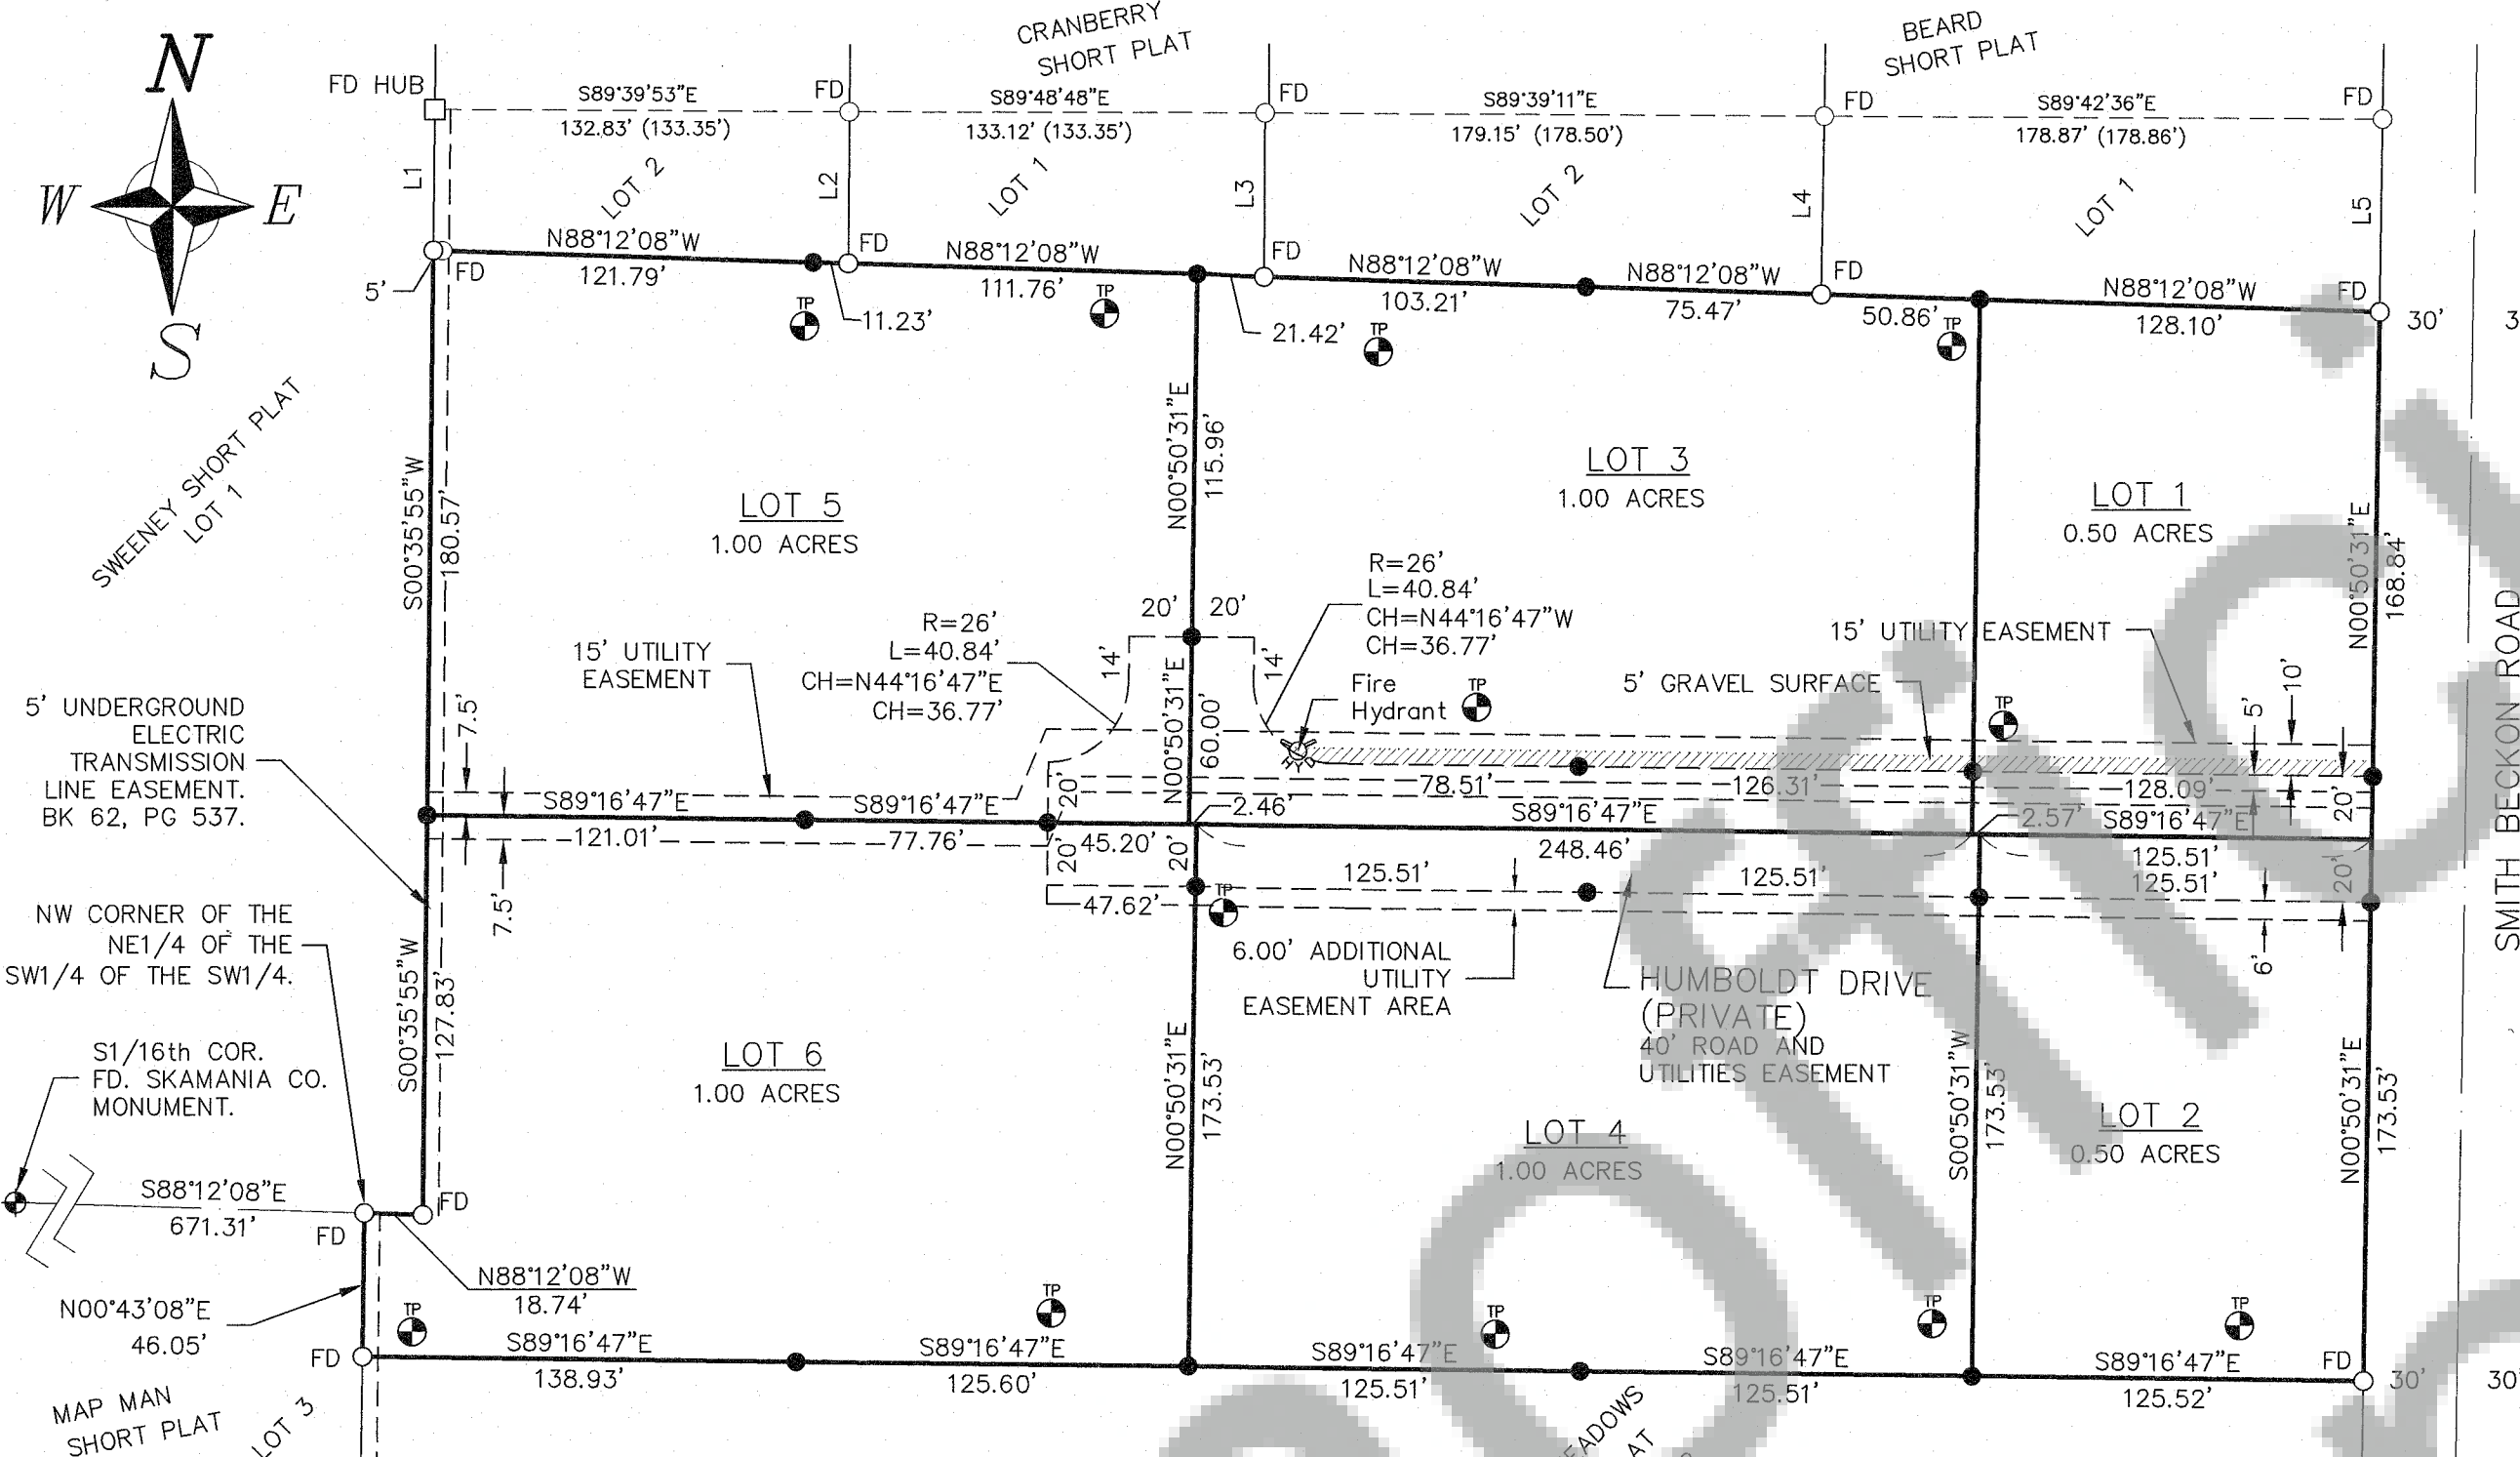 N
W
E
S
CRANBERRY
SHORT PLAT
BEARD
SHORT PLAT
FD HUB
FD
FD
FD
FD
S89°39'53"E
132.83' (133.35')
S89°48'48"E
133.12' (133.35')
S89°39'11"E
179.15' (178.50')
S89°42'36"E
178.87' (178.86')
L1
LOT 2
L2
LOT 1
L3
LOT 2
L4
LOT 1
L5
N88°12'08"W
121.79'
FD
5'
11.23'
FD
N88°12'08"W
111.76'
21.42'
FD
N88°12'08"W
103.21'
N88°12'08"W
75.47'
FD
50.86'
N88°12'08"W
128.10'
FD
30'
TP
TP
TP
TP
SWEENEY SHORT PLAT
LOT 1
S00°35'55"W
180.57'
LOT 5
1.00 ACRES
N00°50'31"E
115.96'
LOT 3
1.00 ACRES
LOT 1
0.50 ACRES
N00°50'31"E
168.84'
SMITH BECKON ROAD
R=26'
L=40.84'
CH=N44°16'47"E
CH=36.77'
20'
20'
14'
14'
R=26'
L=40.84'
CH=N44°16'47"W
CH=36.77'
15' UTILITY
EASEMENT
Fire
Hydrant
TP
5' GRAVEL SURFACE
15' UTILITY EASEMENT
TP
5'
10'
N00°50'31"E
60.00'
5' UNDERGROUND
ELECTRIC
TRANSMISSION
LINE EASEMENT.
BK 62, PG 537.
7.5'
7.5'
S89°16'47"E
121.01'
S89°16'47"E
77.76'
20'
20'
45.20'
20'
2.46'
78.51'
126.31'
128.09'
20'
S89°16'47"E
248.46'
2.57'
S89°16'47"E
125.51'
125.51'
20'
125.51'
125.51'
47.62'
TP
6'
6.00' ADDITIONAL
UTILITY
EASEMENT AREA
HUMBOLDT DRIVE
(PRIVATE)
40' ROAD AND
UTILITIES EASEMENT
NW CORNER OF THE
NE1/4 OF THE
SW1/4 OF THE SW1/4.
S1/16th COR.
FD. SKAMANIA CO.
MONUMENT.
S00°35'55"W
127.83'
LOT 6
1.00 ACRES
N00°50'31"E
173.53'
LOT 4
1.00 ACRES
S00°50'31"W
173.53'
LOT 2
0.50 ACRES
N00°50'31"E
173.53'
S88°12'08"E
671.31'
FD
FD
N88°12'08"W
18.74'
N00°43'08"E
46.05'
FD
TP
TP
TP
TP
TP
S89°16'47"E
138.93'
S89°16'47"E
125.60'
S89°16'47"E
125.51'
S89°16'47"E
125.51'
S89°16'47"E
125.52'
FD
30'
30'
MAP MAN
SHORT PLAT
LOT 3